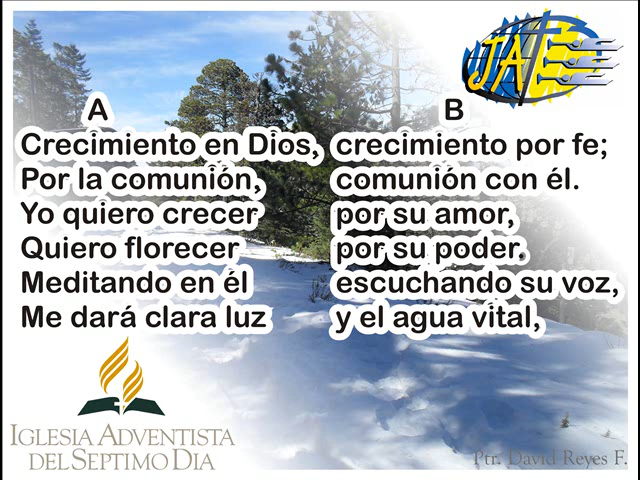 JA
A
B
Crecimiento en Dios, crecimiento por fe;
Por la comunión, comunión con él.
Yo quiero crecer por su amor,
Quiero florecer por su poder.
Meditando en él escuchando su voz,
Me dará clara luz y el agua vital,
IGLESIA ADVENTISTA
DEL SEPTIMO DIA
Ptr. David Reyes F.